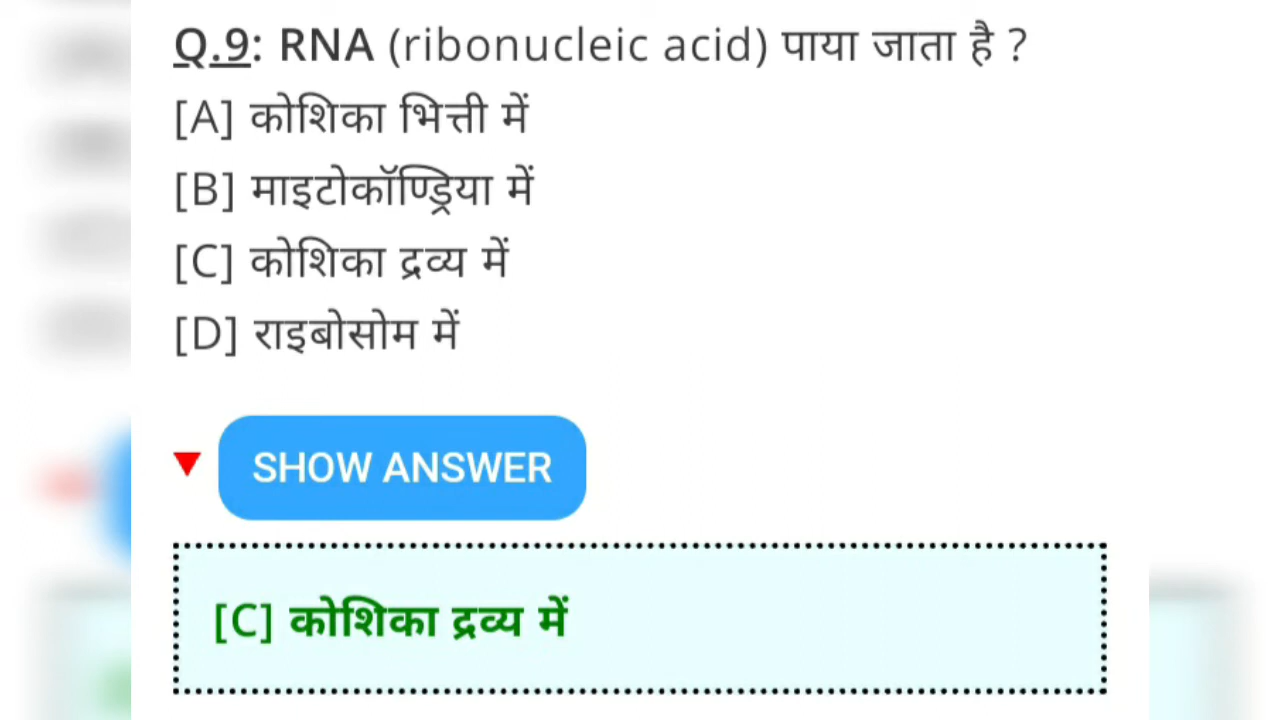 Q.9: RNA (ribonucleic acid) पाया जाता है ?
[A] कोशिका भित्ती में
[B] माइटोकॉण्ड्रिया में
[C] कोशिका द्रव्य में
[D] राइबोसोम में
SHOW ANSWER
[C] कोशिका द्रव्य में